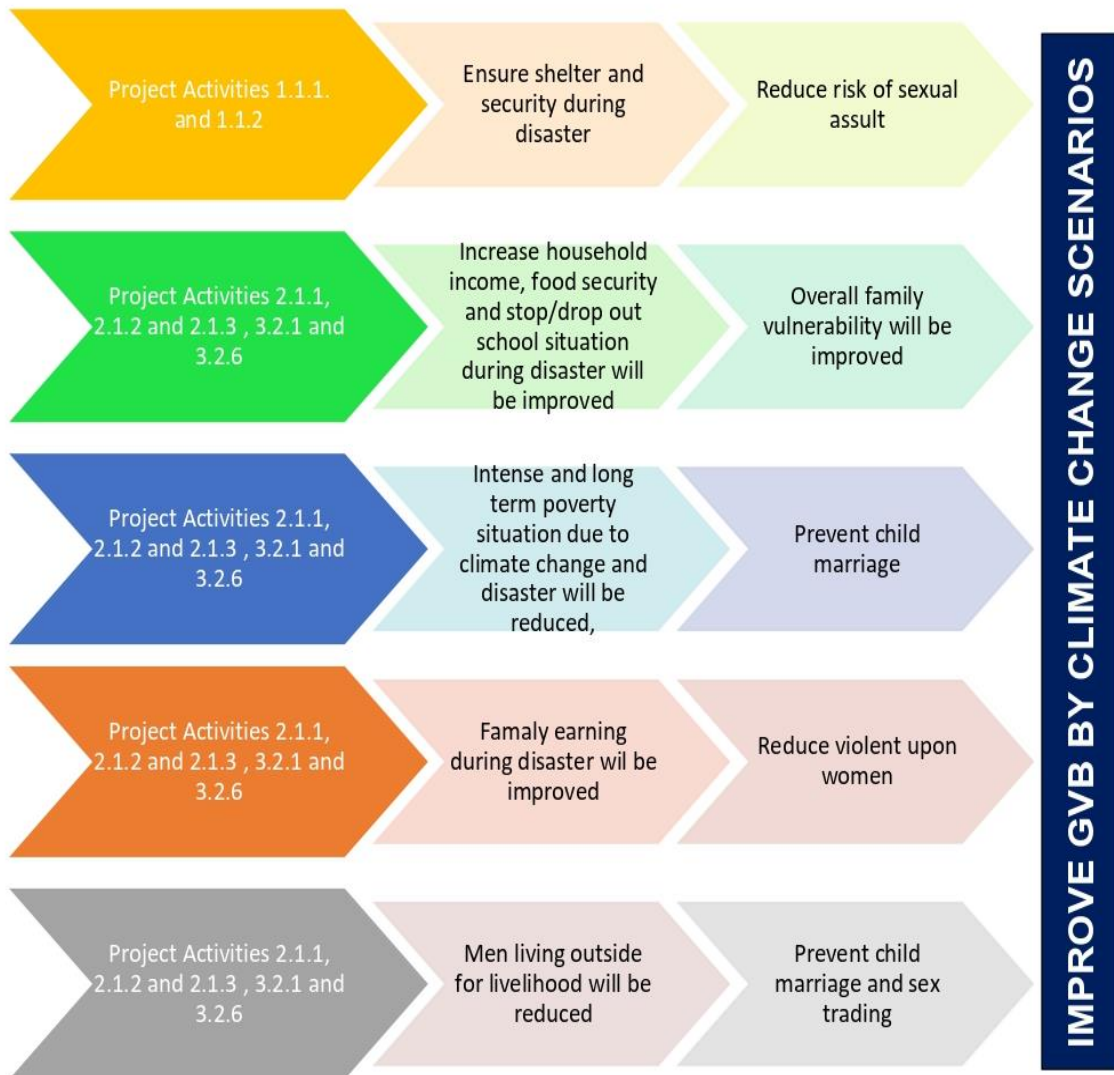 Project Activities 1.1.1.
and 1.1.2
Ensure shelter and
security during
disaster
Reduce risk of sexual
assult
Project Activities 2.1.1,
2.1.2 and 2.1.3 , 3.2.1 and
3.2.6
Increase household
income, food security
and stop/drop out
school situation
during disaster will
be improved
Overall family
vulnerability will be
improved
Project Activities 2.1.1,
2.1.2 and 2.1.3 , 3.2.1 and
3.2.6
Intense and long
term poverty
situation due to
climate change and
disaster will be
reduced,
Prevent child
marriage
Project Activities 2.1.1,
2.1.2 and 2.1.3 , 3.2.1 and
3.2.6
Famaly earning
during disaster wil be
improved
Reduce violent upon
women
Project Activities 2.1.1,
2.1.2 and 2.1.3 , 3.2.1 and
3.2.6
Men living outside
for livelihood will be
reduced
Prevent child
marriage and sex
trading
IMPROVE GVB BY CLIMATE CHANGE SCENARIOS